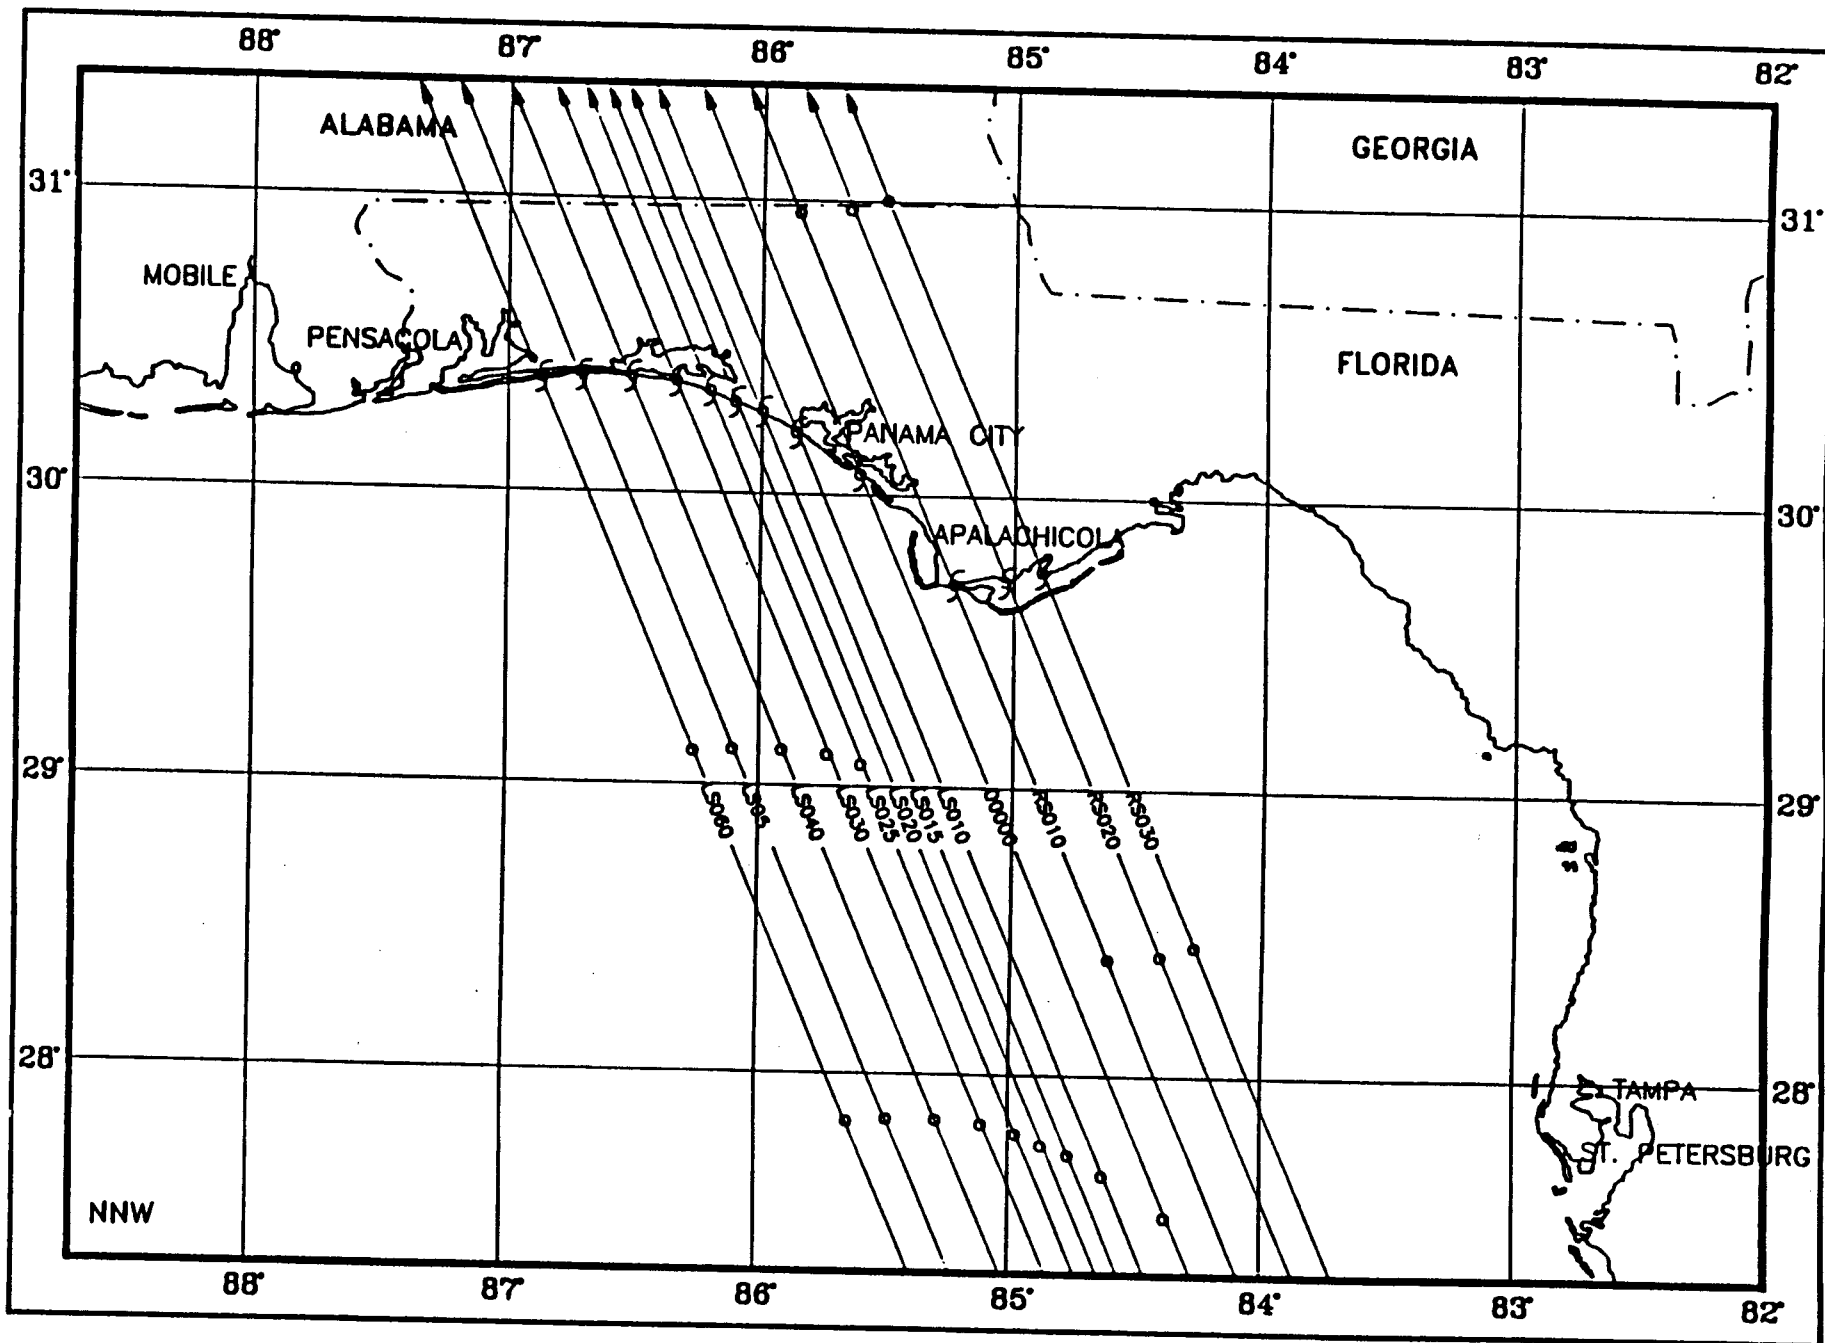 88° 87° 86° 85° 84° 83° 82°
ALABAMA
GEORGIA
31° 31°
MOBILE
PENSACOLA
FLORIDA
PANAMA CITY
30° 30°
APALACHICOLA
29° 29°
LS060 LS040 LS030 LS025 LS020 LS015 LS010 0000 RS010 RS020 RS030
28° 28°
TAMPA
ST. PETERSBURG
NNW
88° 87° 86° 85° 84° 83° 82°